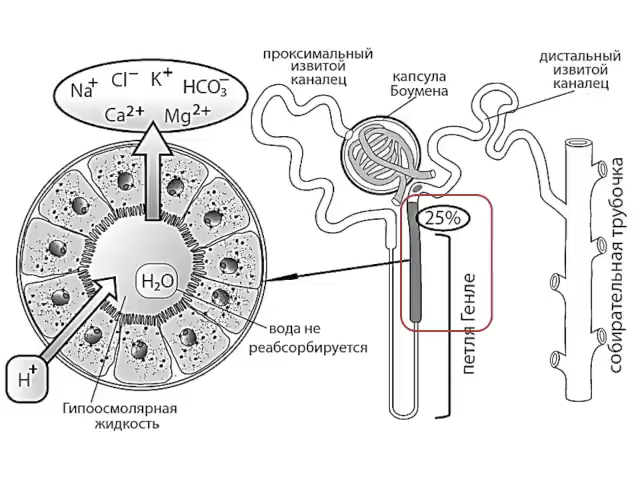 проксимальный
извитой
каналец
капсула
Боумена
дистальный
извитой
каналец
Na+ Cl− K+ HCO3−
Ca2+ Mg2+
25%
H2O
H+
вода не
реабсорбируется
Гипоосмолярная
жидкость
петля Генле
собирательная трубочка